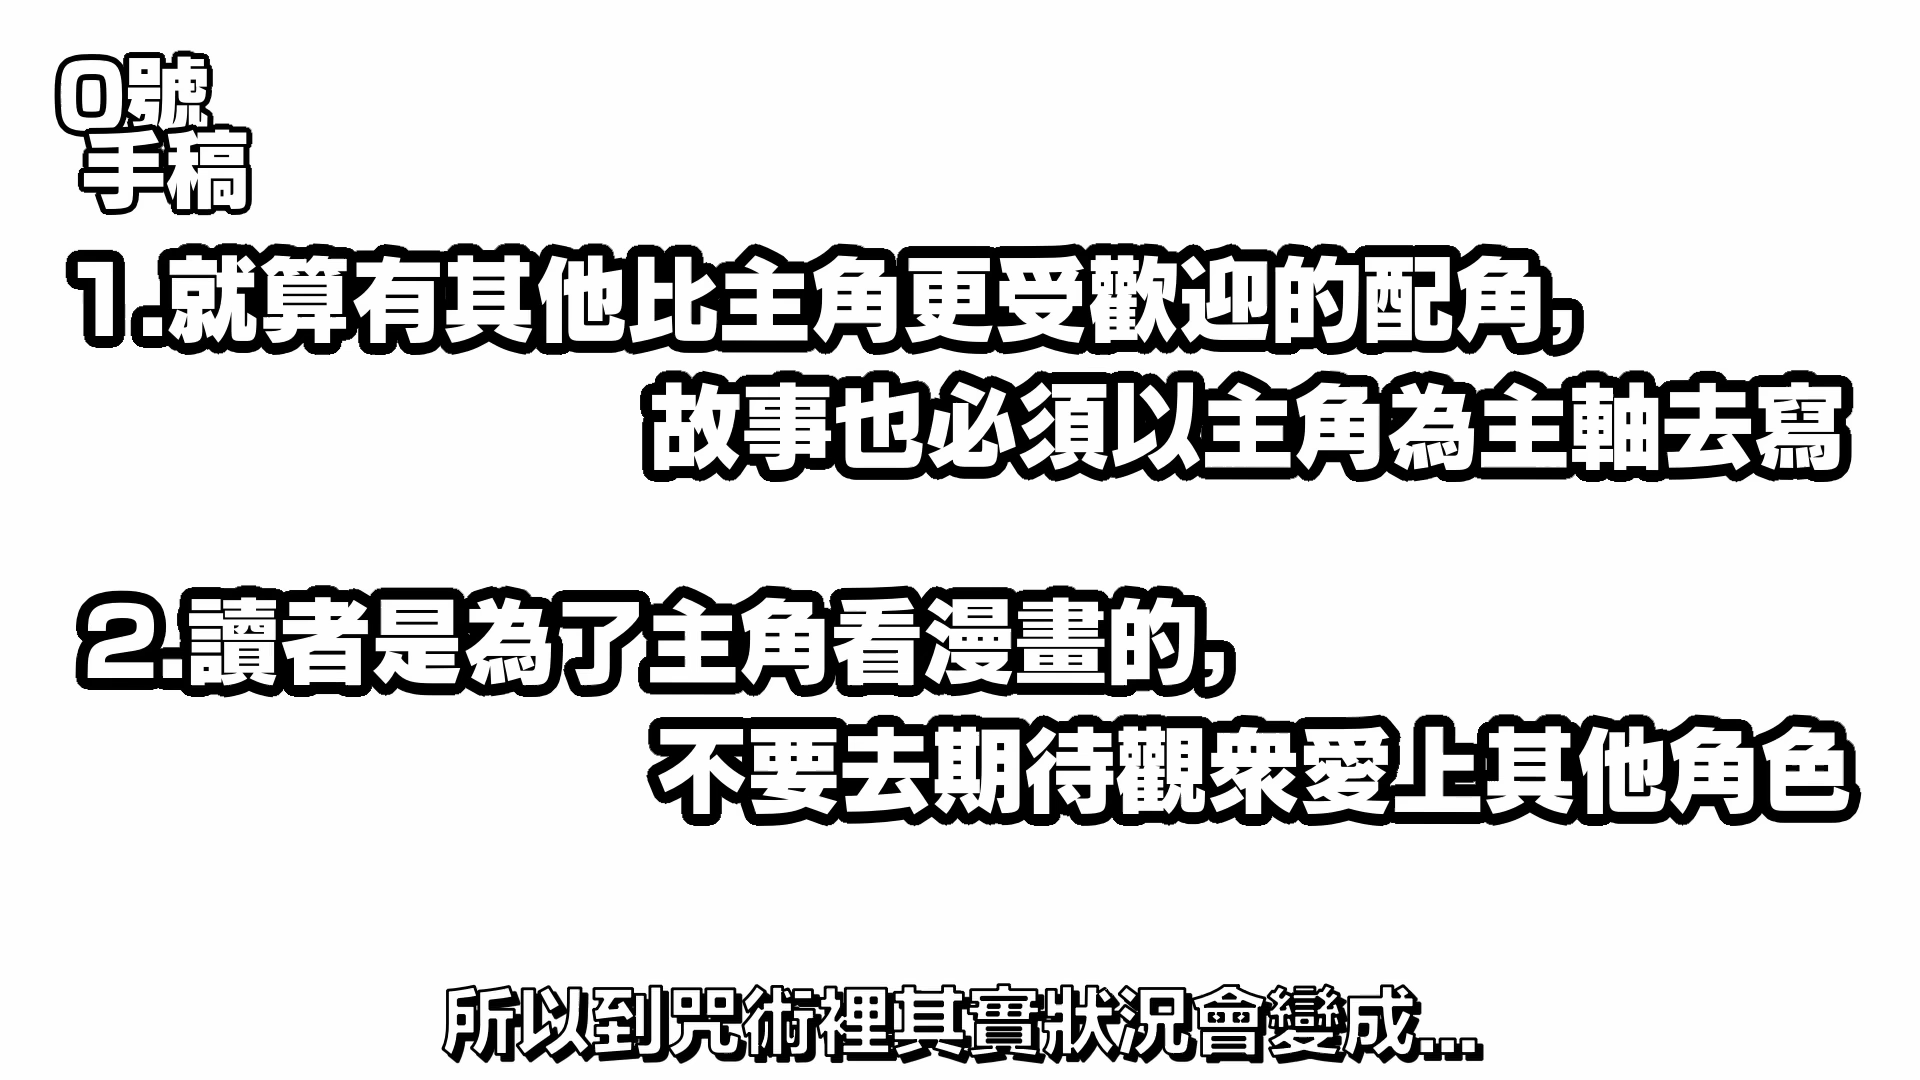 0號
手稿
1.就算有其他比主角更受歡迎的配角,
故事也必須以主角為主軸去寫
2.讀者是為了主角看漫畫的,
不要去期待觀眾愛上其他角色
所以到咒術裡其實狀況會變成...